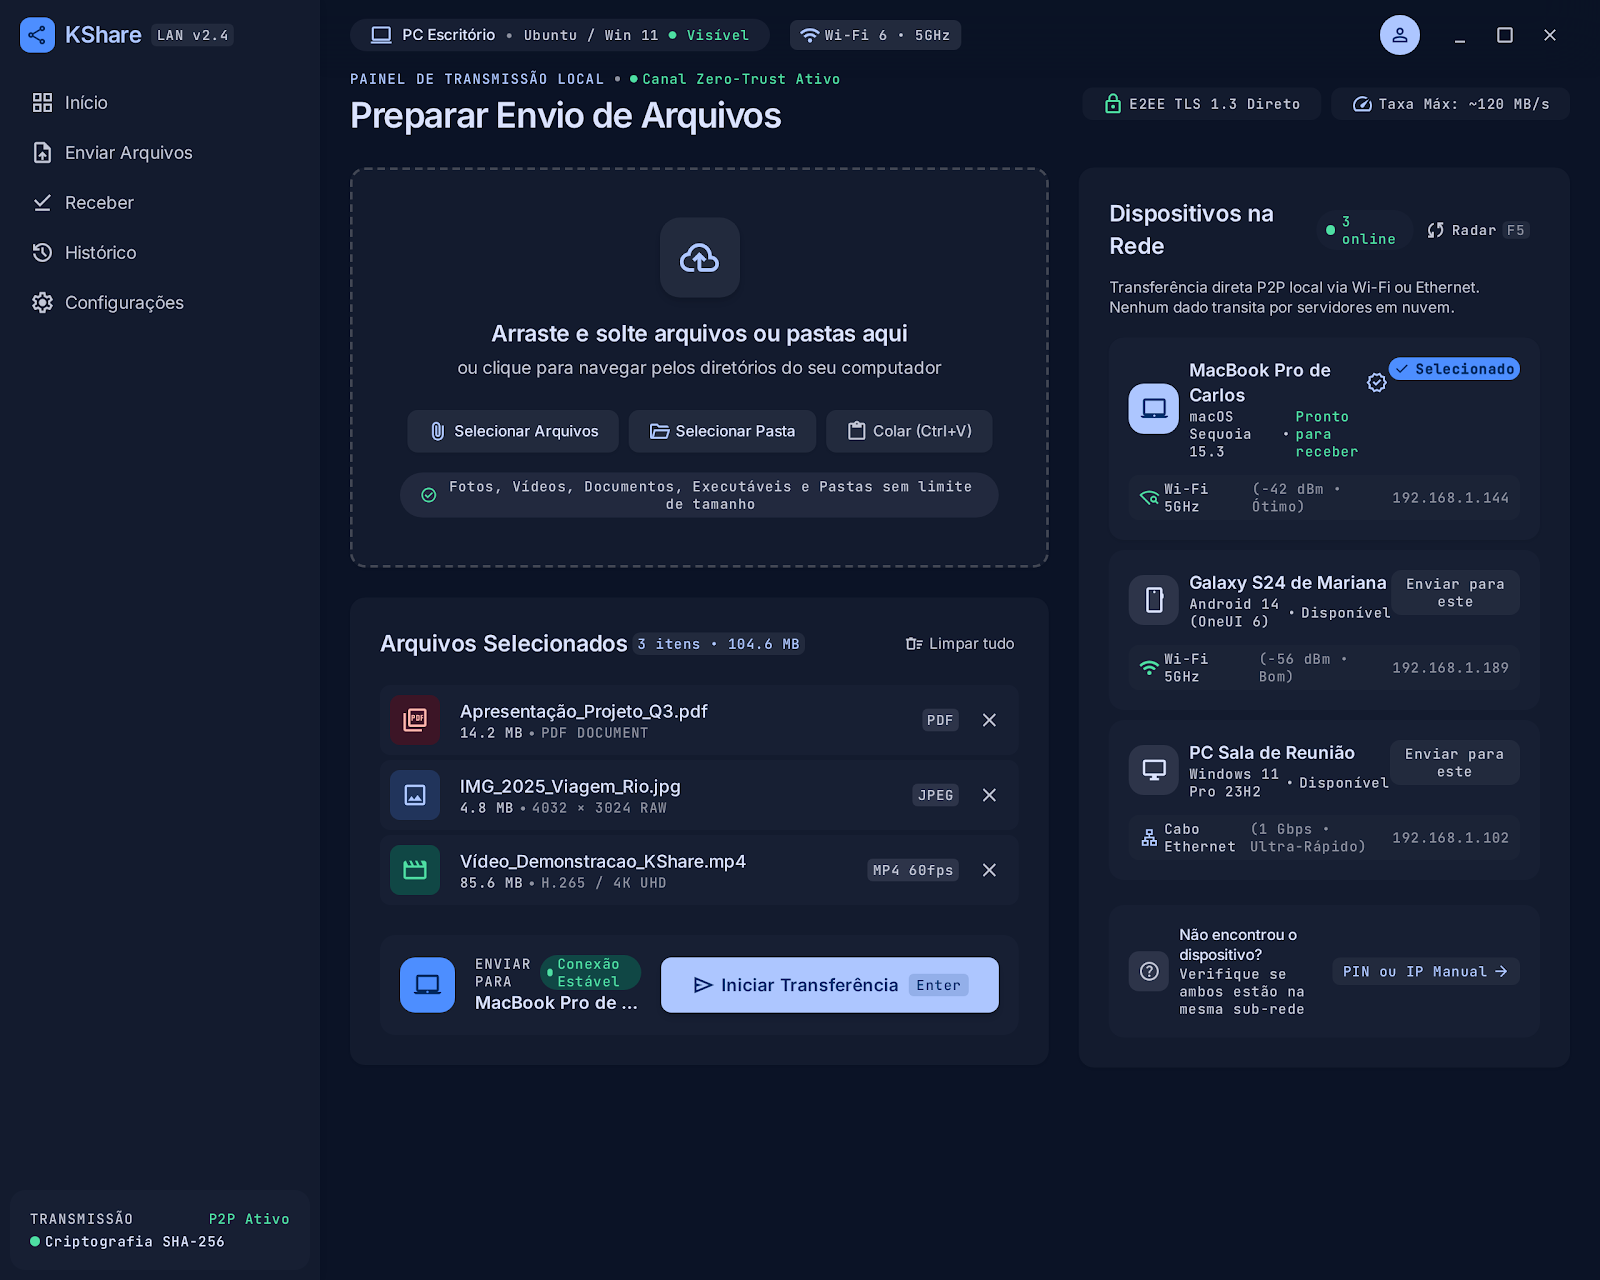 KShare LAN v2.4
Início
Enviar Arquivos
Receber
Histórico
Configurações
TRANSMISSÃO P2P Ativo
Criptografia SHA-256
PC Escritório • Ubuntu / Win 11 Visível
Wi-Fi 6 • 5GHz
PAINEL DE TRANSMISSÃO LOCAL • Canal Zero-Trust Ativo
Preparar Envio de Arquivos
E2EE TLS 1.3 Direto
Taxa Máx: ~120 MB/s
Arraste e solte arquivos ou pastas aqui
ou clique para navegar pelos diretórios do seu computador
Selecionar Arquivos
Selecionar Pasta
Colar (Ctrl+V)
Fotos, Vídeos, Documentos, Executáveis e Pastas sem limite
de tamanho
Arquivos Selecionados 3 itens • 104.6 MB
Limpar tudo
PDF
Apresentação_Projeto_Q3.pdf
14.2 MB • PDF DOCUMENT
PDF
IMG_2025_Viagem_Rio.jpg
4.8 MB • 4032 × 3024 RAW
JPEG
Vídeo_Demonstracao_KShare.mp4
85.6 MB • H.265 / 4K UHD
MP4 60fps
ENVIAR
PARA
Conexão
Estável
MacBook Pro de ...
Iniciar Transferência Enter
Dispositivos na
Rede
3
online
Radar F5
Transferência direta P2P local via Wi-Fi ou Ethernet.
Nenhum dado transita por servidores em nuvem.
MacBook Pro de
Carlos
Selecionado
macOS
Sequoia
15.3
•
Pronto
para
receber
Wi-Fi
5GHz
(-42 dBm •
Ótimo)
192.168.1.144
Galaxy S24 de Mariana
Android 14
(OneUI 6)
• Disponível
Enviar para
este
Wi-Fi
5GHz
(-56 dBm •
Bom)
192.168.1.189
PC Sala de Reunião
Windows 11
Pro 23H2
• Disponível
Enviar para
este
Cabo
Ethernet
(1 Gbps •
Ultra-Rápido)
192.168.1.102
Não encontrou o
dispositivo?
Verifique se
ambos estão na
mesma sub-rede
PIN ou IP Manual →